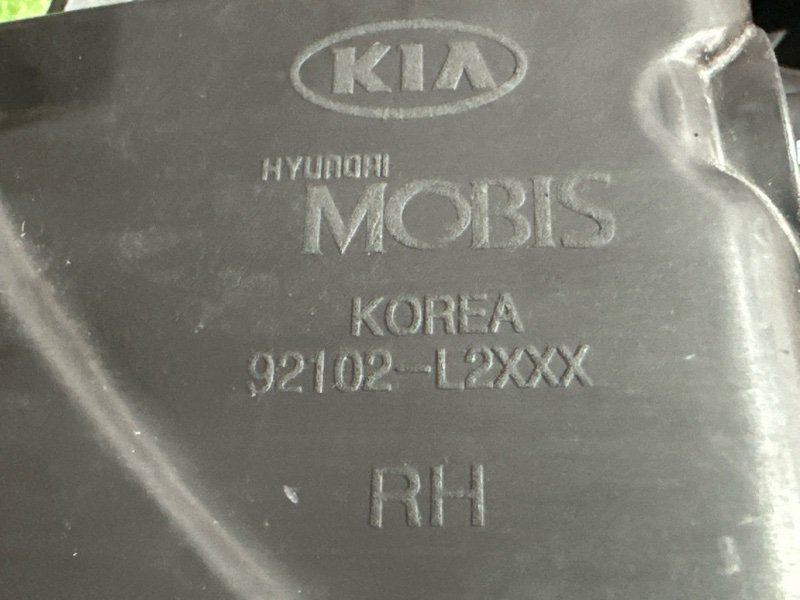 KIA
HYUNDAI
MOBIS
KOREA
92102-L2XXX
RH